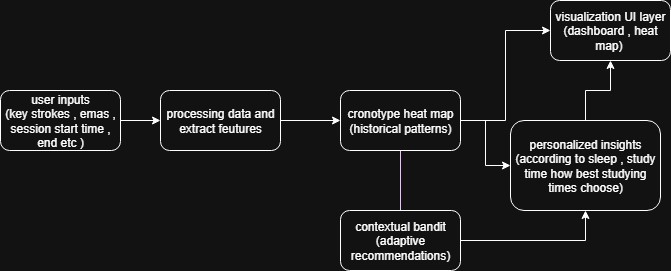 visualization UI layer
(dashboard , heat
map)
user inputs
(key strokes , emas ,
session start time ,
end etc )
processing data and
extract feutures
cronotype heat map
(historical patterns)
personalized insights
(according to sleep , study
time how best studying
times choose)
contextual bandit
(adaptive
recommendations)